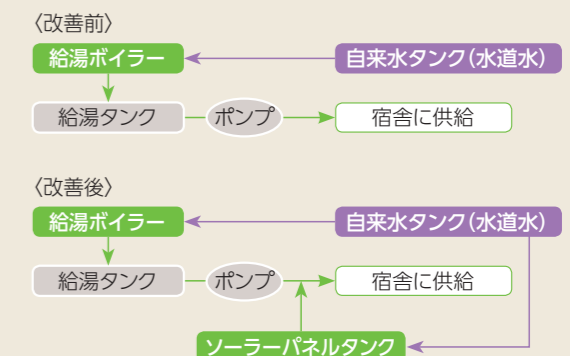 〈改善前〉
給湯ボイラー
自来水タンク(水道水)
給湯タンク
ポンプ
宿舎に供給
〈改善後〉
給湯ボイラー
自来水タンク(水道水)
給湯タンク
ポンプ
宿舎に供給
ソーラーパネルタンク